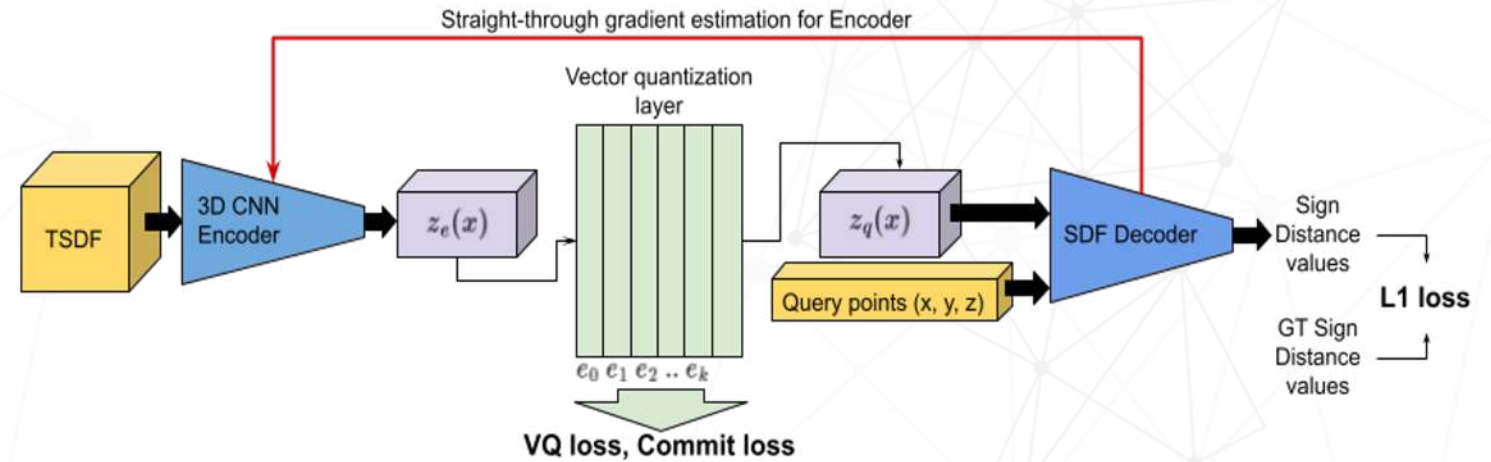 Straight-through gradient estimation for Encoder
Vector quantization
layer
TSDF
3D CNN
Encoder
z_e(x)
z_q(x)
Query points (x, y, z)
SDF Decoder
Sign
Distance
values
L1 loss
GT Sign
Distance
values
e_0 e_1 e_2 .. e_k
VQ loss, Commit loss